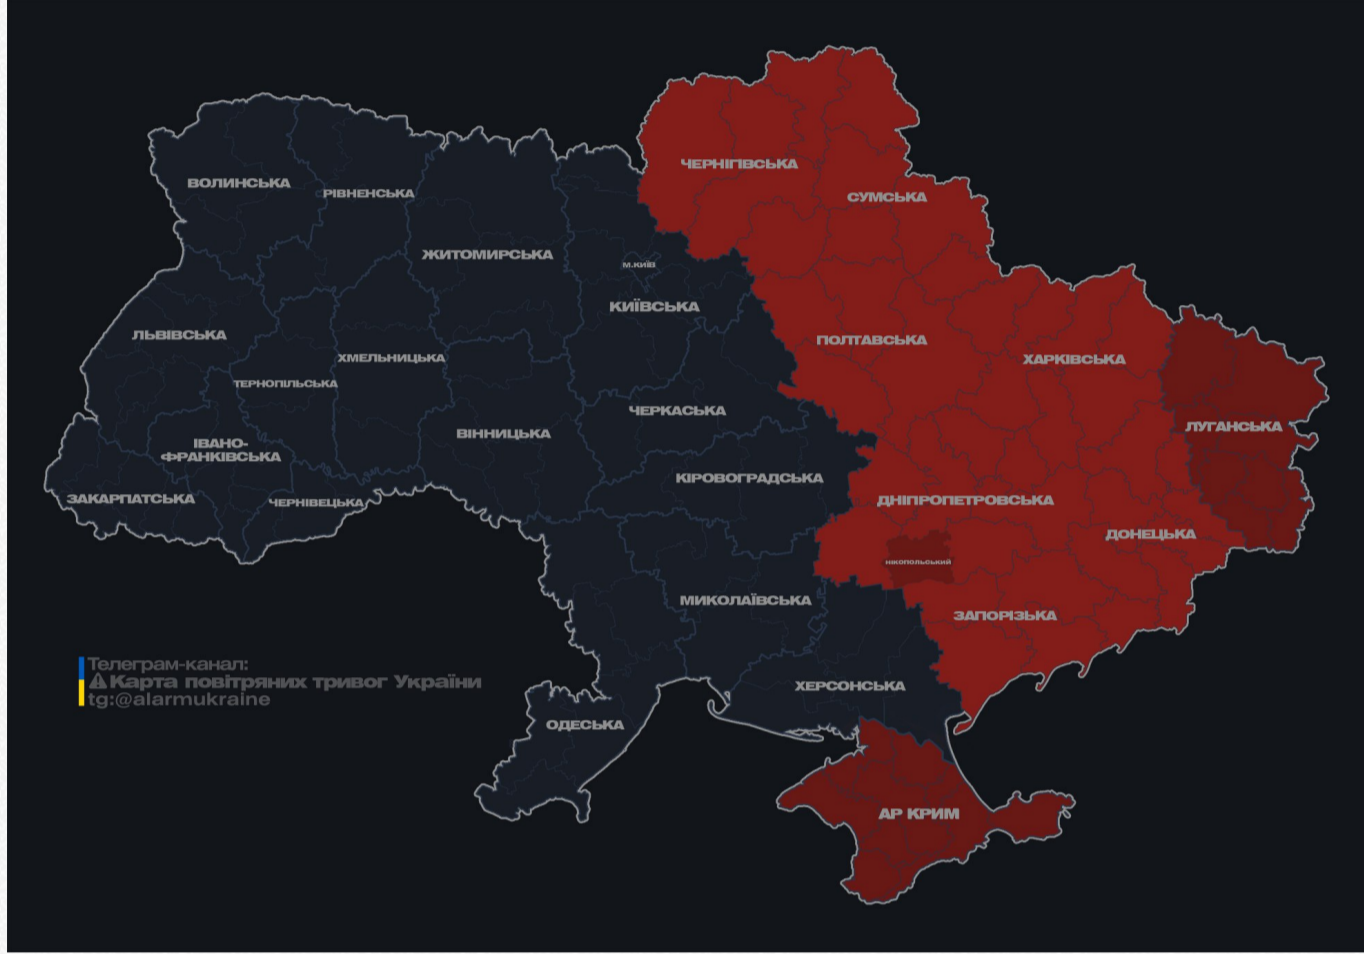 ЧЕРНІГІВСЬКА
ВОЛИНСЬКА
РІВНЕНСЬКА
СУМСЬКА
ЖИТОМИРСЬКА
М.КИЇВ
КИЇВСЬКА
ЛЬВІВСЬКА
ПОЛТАВСЬКА
ХМЕЛЬНИЦЬКА
ХАРКІВСЬКА
ТЕРНОПІЛЬСЬКА
ЧЕРКАСЬКА
ЛУГАНСЬКА
ВІННИЦЬКА
ІВАНО-
ФРАНКІВСЬКА
КІРОВОГРАДСЬКА
ЗАКАРПАТСЬКА
ЧЕРНІВЕЦЬКА
ДНІПРОПЕТРОВСЬКА
ДОНЕЦЬКА
НІКОПОЛЬСЬКИЙ
МИКОЛАЇВСЬКА
ЗАПОРІЗЬКА
Телеграм-канал:
Карта повітряних тривог України
tg:@alarmukraine
ХЕРСОНСЬКА
ОДЕСЬКА
АР КРИМ